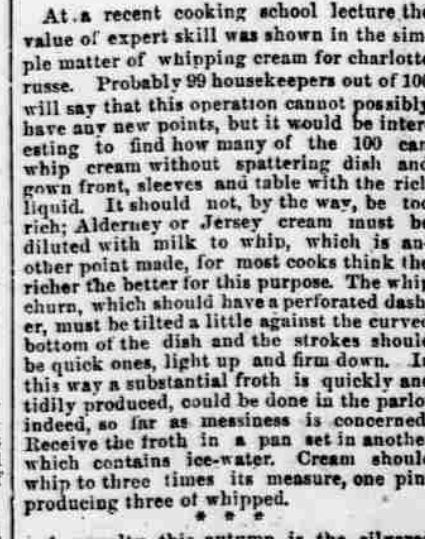 At a recent cooking school lecture the
value of expert skill was shown in the sim
ple matter of whipping cream for charlotte
russe. Probably 99 housekeepers out of 100
will say that this operation cannot possibly
have any new points, but it would be inter
esting to find how many of the 100 can
whip cream without spattering dish and
gown front, sleeves and table with the rich
liquid. It should not, by the way, be too
rich; Alderney or Jersey cream must be
diluted with milk to whip, which is an
other point made, for most cooks think the
richer the better for this purpose. The whip
churn, which should have a perforated dash
er, must be tilted a little against the curved
bottom of the dish and the strokes should
be quick ones, light up and firm down. In
this way a substantial froth is quickly and
tidily produced, could be done in the parlo
indeed, so far as messiness is concerned.
Receive the froth in a pan set in anothe
which contains ice-water. Cream should
whip to three times its measure, one pin
producing three of whipped.
* * *
this autumn is the